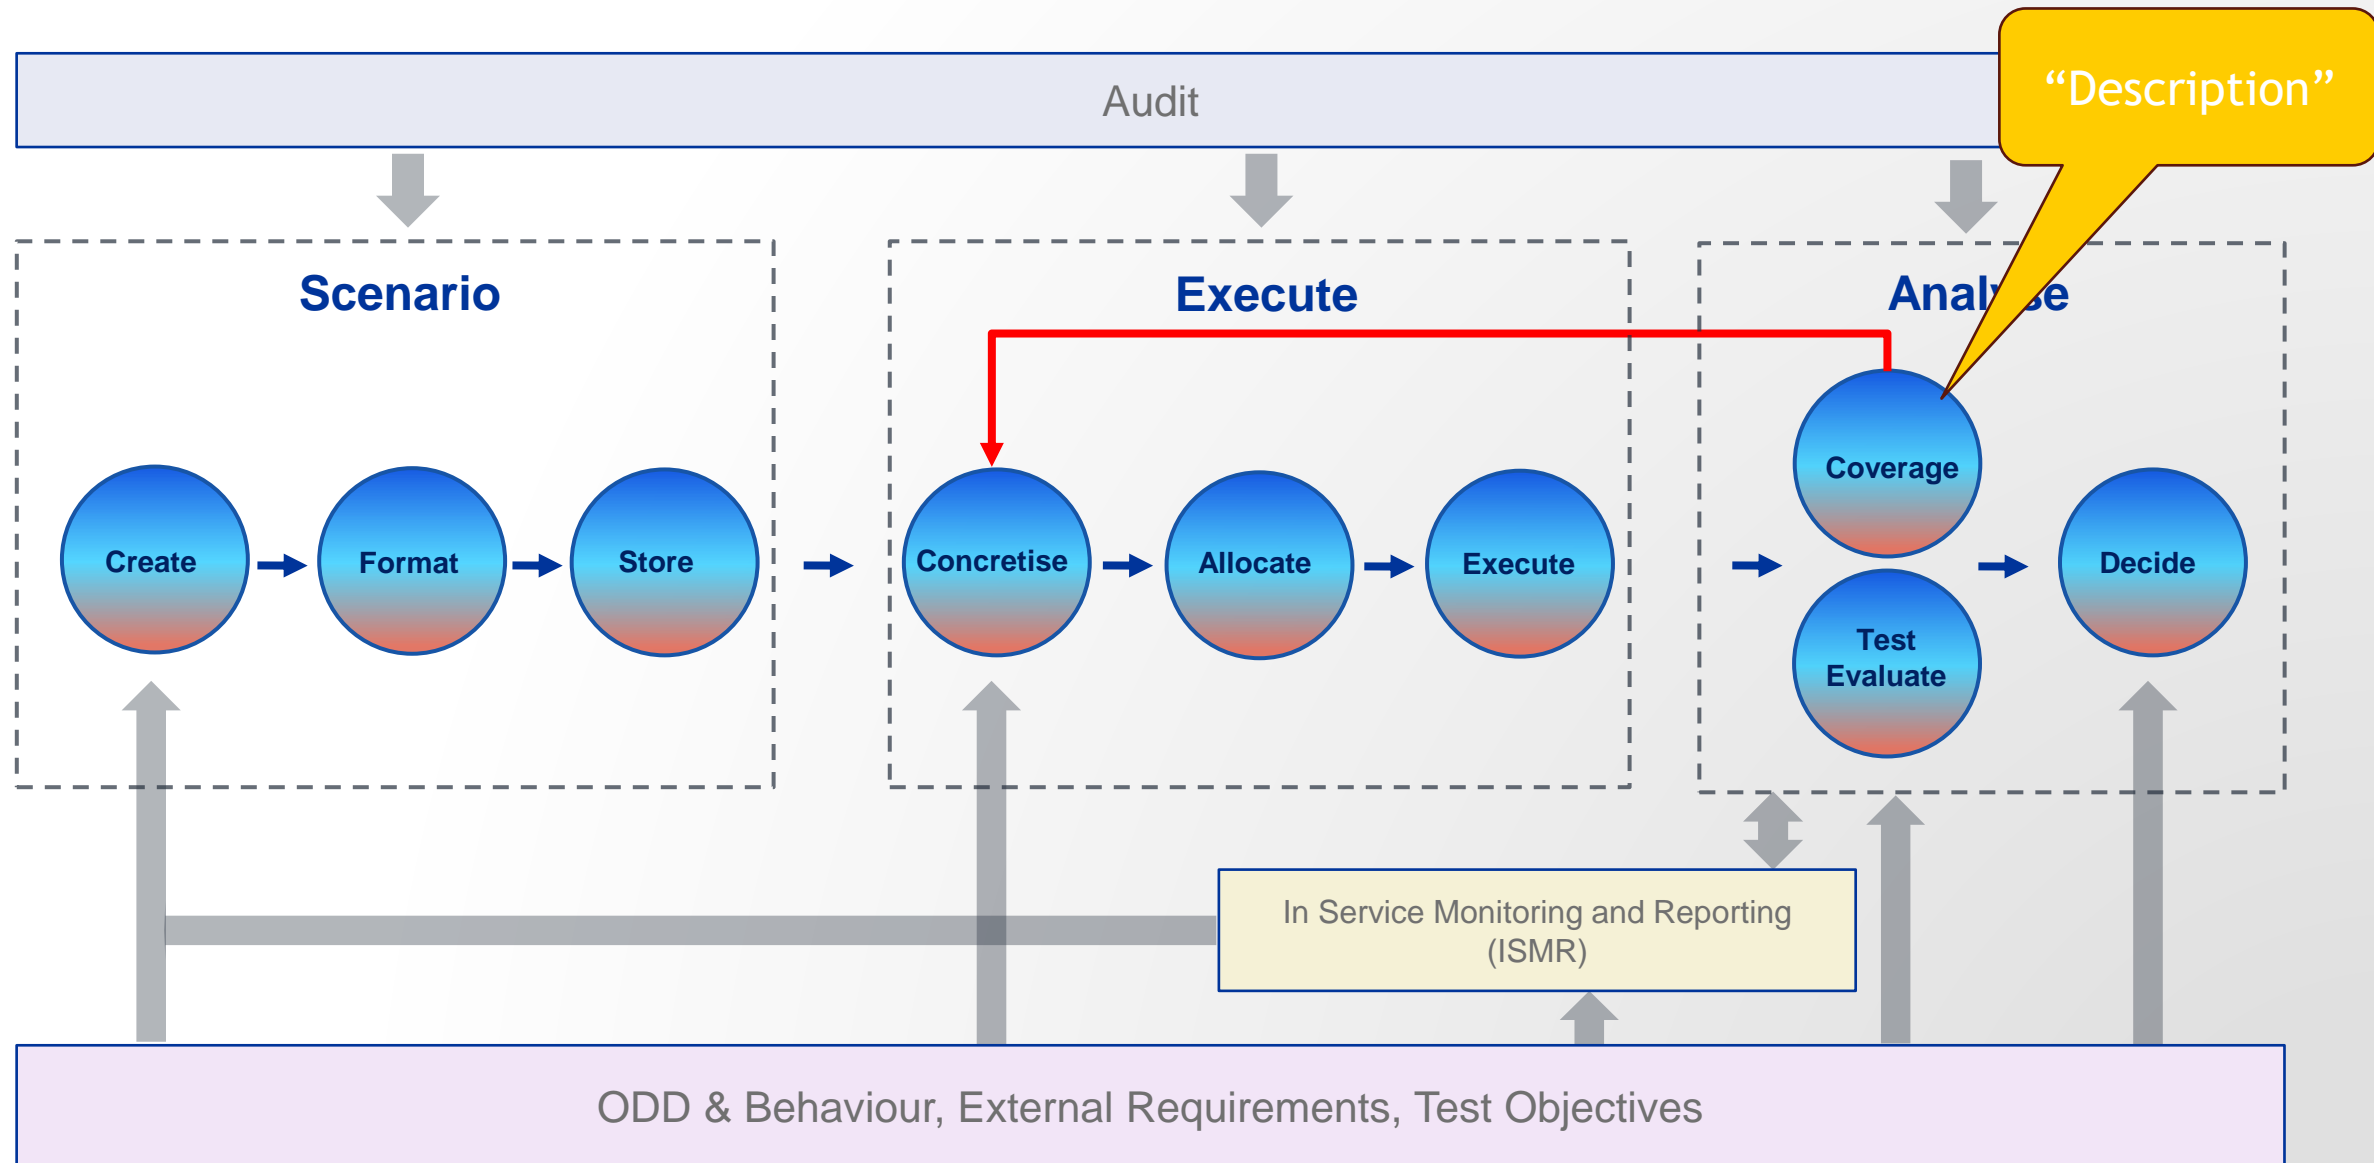 Audit
“Description”
Scenario
Execute
Analyse
Create
Format
Store
Concretise
Allocate
Execute
Coverage
Test
Evaluate
Decide
In Service Monitoring and Reporting
(ISMR)
ODD & Behaviour, External Requirements, Test Objectives